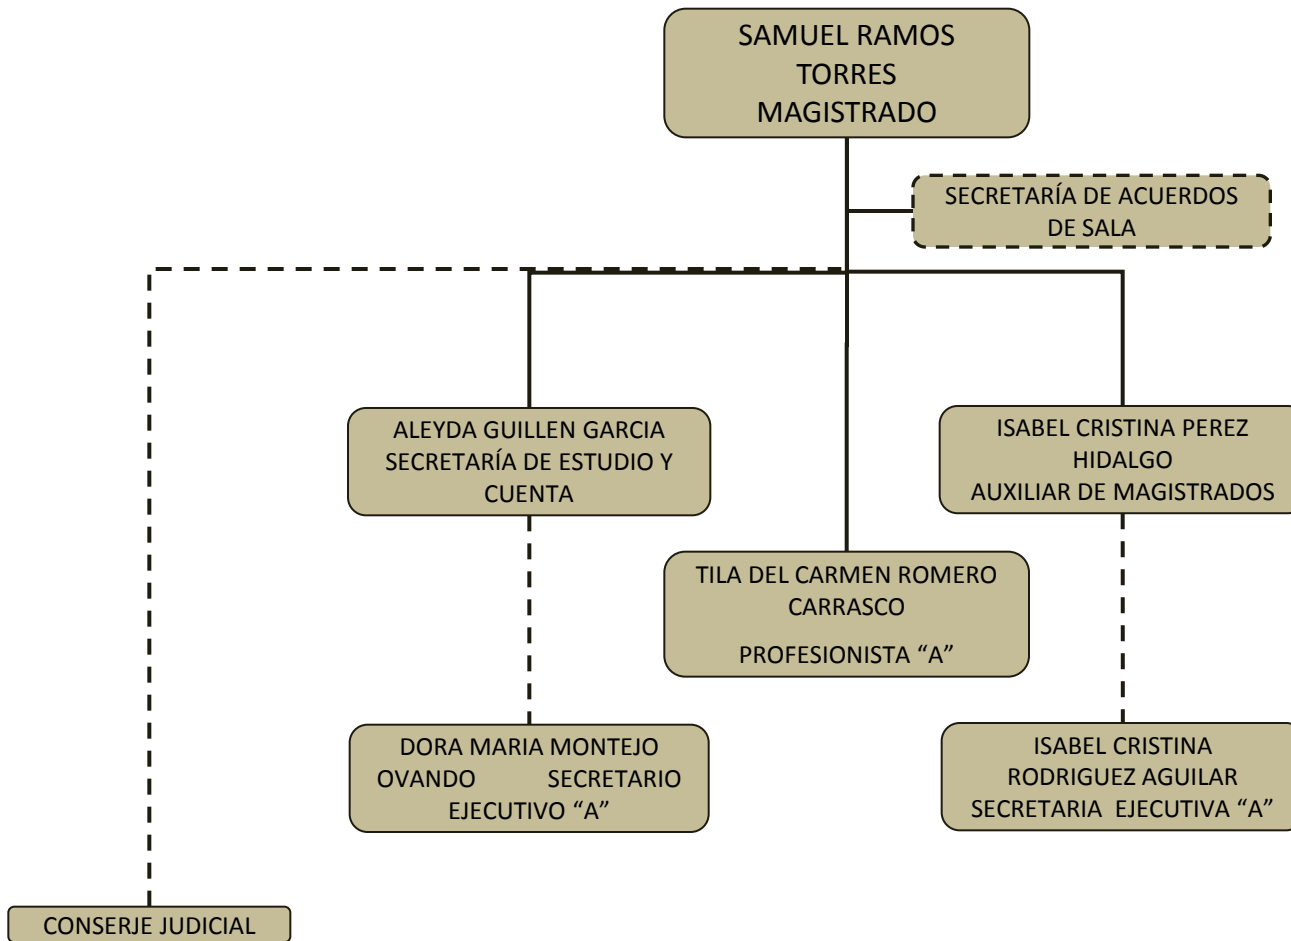 SAMUEL RAMOS
TORRES
MAGISTRADO
SECRETARÍA DE ACUERDOS
DE SALA
ALEYDA GUILLEN GARCIA
SECRETARÍA DE ESTUDIO Y
CUENTA
ISABEL CRISTINA PEREZ
HIDALGO
AUXILIAR DE MAGISTRADOS
TILA DEL CARMEN ROMERO
CARRASCO
PROFESIONISTA “A”
DORA MARIA MONTEJO
OVANDO SECRETARIO
EJECUTIVO “A”
ISABEL CRISTINA
RODRIGUEZ AGUILAR
SECRETARIA EJECUTIVA “A”
CONSERJE JUDICIAL